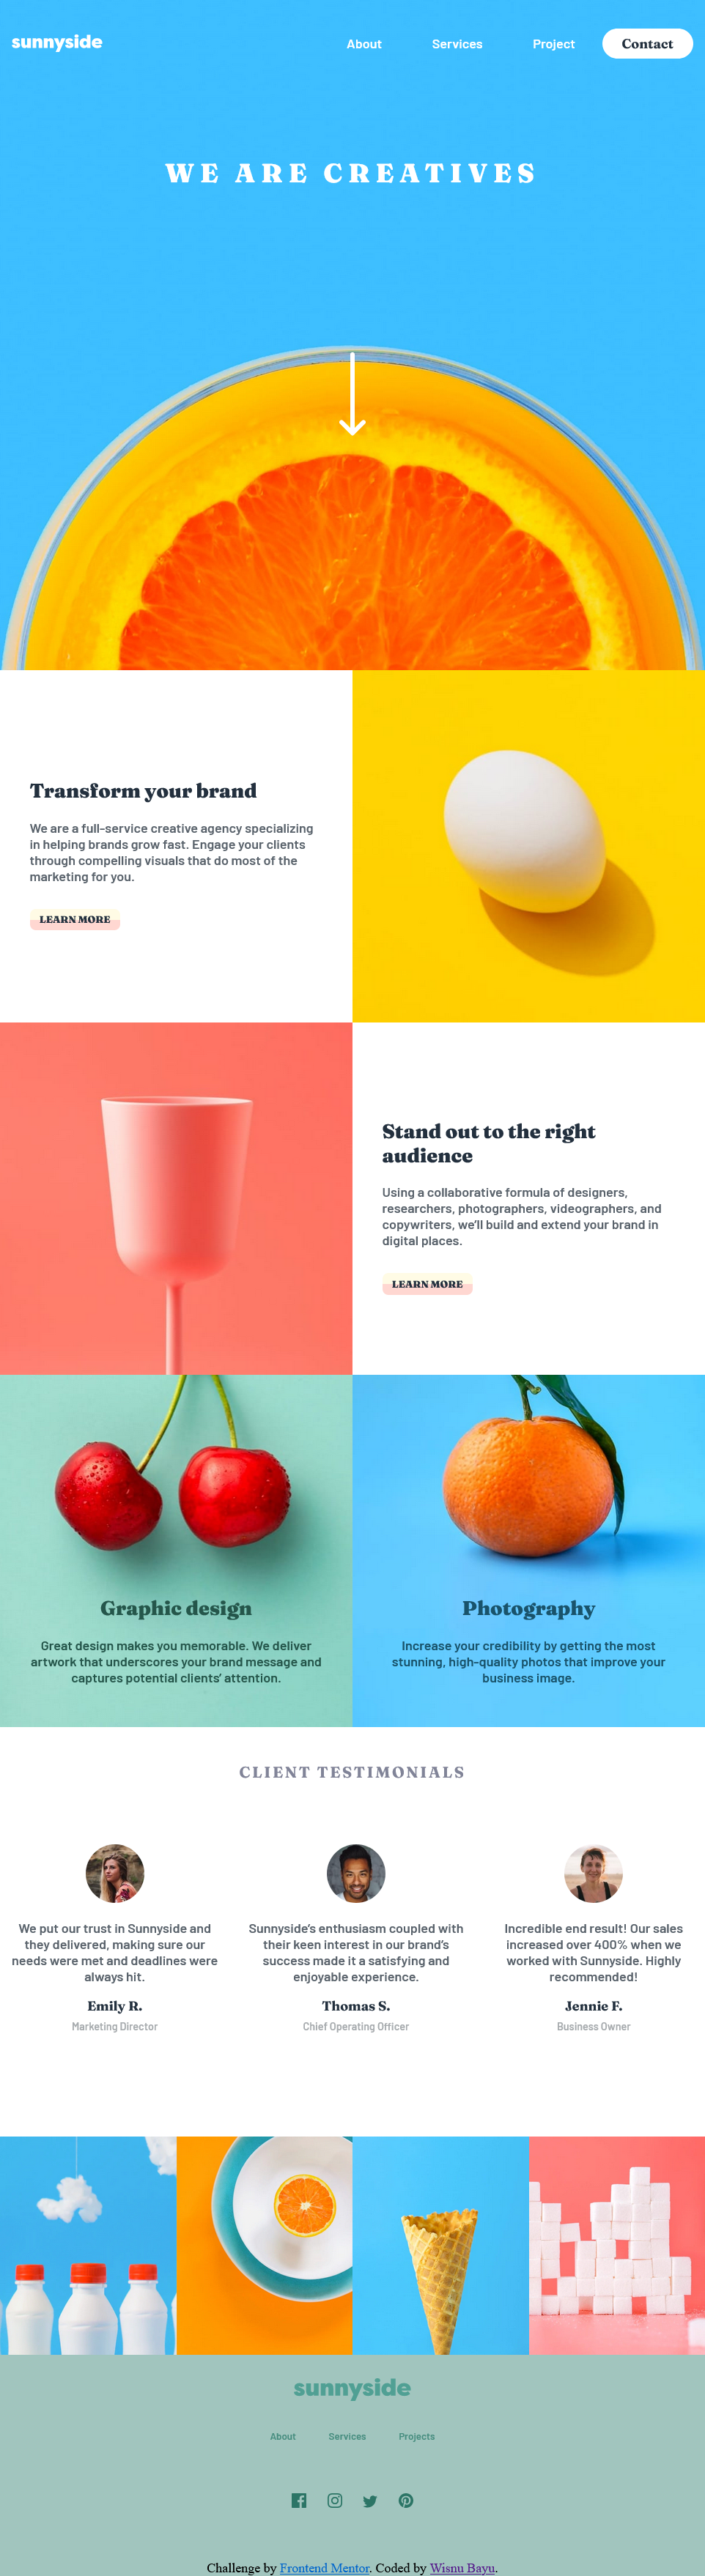 sunnyside
About Services Project Contact
WE ARE CREATIVES
Transform your brand
We are a full-service creative agency specializing
in helping brands grow fast. Engage your clients
through compelling visuals that do most of the
marketing for you.
LEARN MORE
Stand out to the right
audience
Using a collaborative formula of designers,
researchers, photographers, videographers, and
copywriters, we’ll build and extend your brand in
digital places.
LEARN MORE
Graphic design
Great design makes you memorable. We deliver
artwork that underscores your brand message and
captures potential clients’ attention.
Photography
Increase your credibility by getting the most
stunning, high-quality photos that improve your
business image.
CLIENT TESTIMONIALS
We put our trust in Sunnyside and
they delivered, making sure our
needs were met and deadlines were
always hit.
Emily R.
Marketing Director
Sunnyside’s enthusiasm coupled with
their keen interest in our brand’s
success made it a satisfying and
enjoyable experience.
Thomas S.
Chief Operating Officer
Incredible end result! Our sales
increased over 400% when we
worked with Sunnyside. Highly
recommended!
Jennie F.
Business Owner
sunnyside
About Services Projects
Challenge by Frontend Mentor. Coded by Wisnu Bayu.